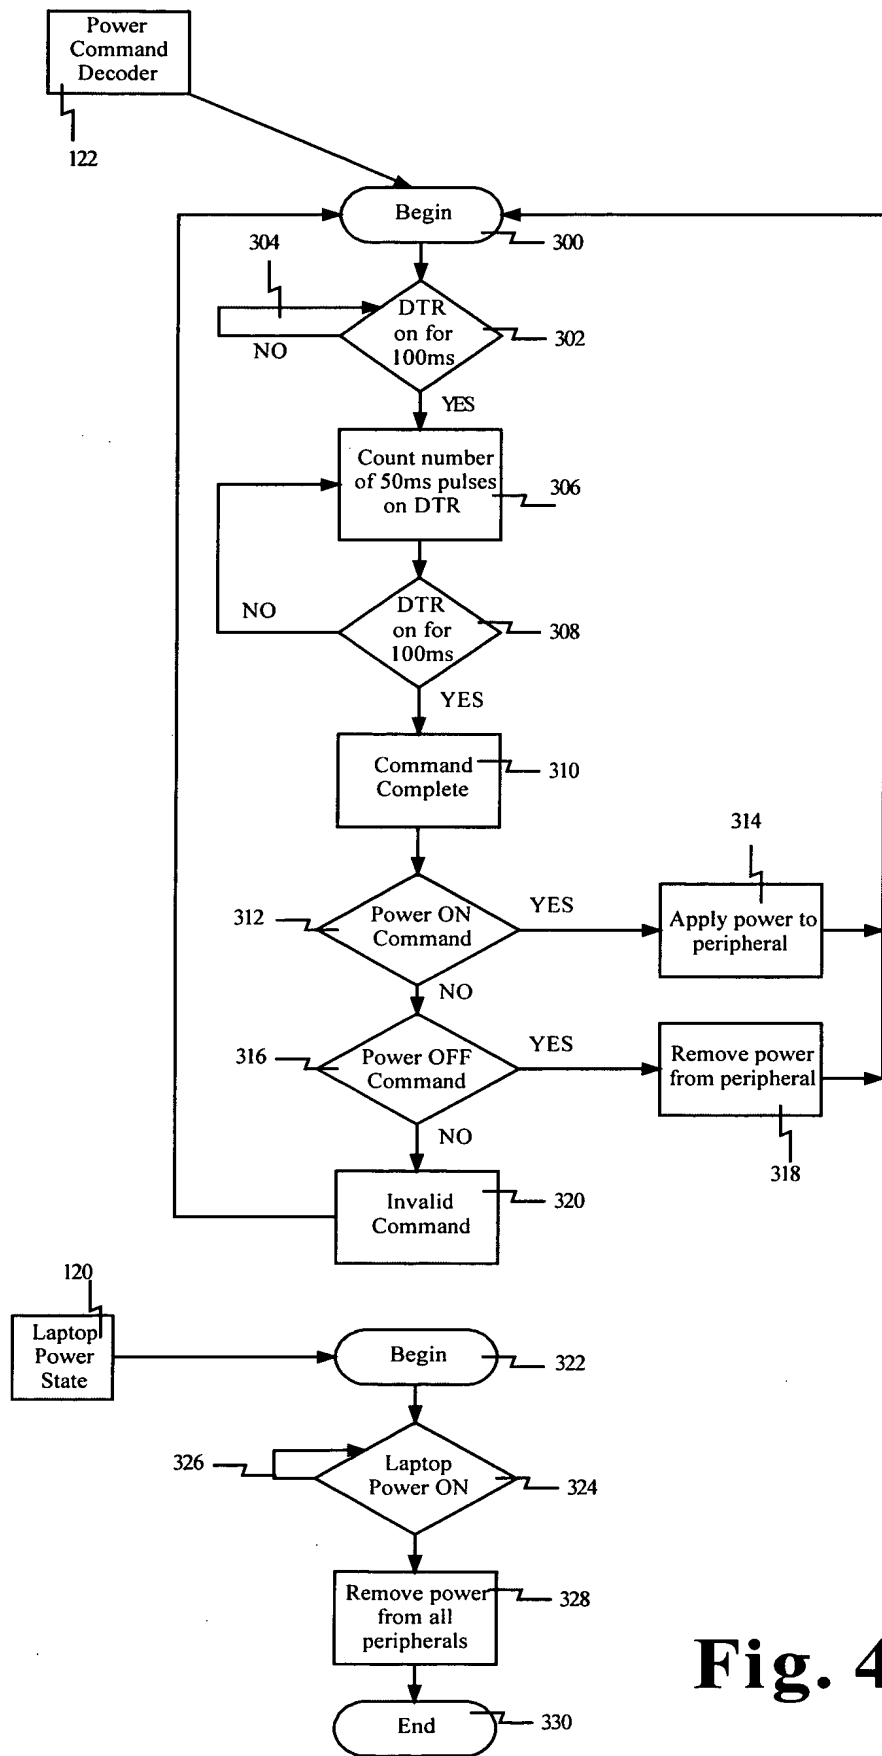 Power
Command
Decoder
122
Begin
300
304
DTR
on for
100ms
302
NO
YES
Count number
of 50ms pulses
on DTR
306
DTR
on for
100ms
308
NO
YES
Command
Complete
310
312
Power ON
Command
YES
314
Apply power to
peripheral
NO
316
Power OFF
Command
YES
Remove power
from peripheral
318
NO
Invalid
Command
320
120
Laptop
Power
State
Begin
322
326
Laptop
Power ON
324
Remove power
from all
peripherals
328
End
330
Fig. 4